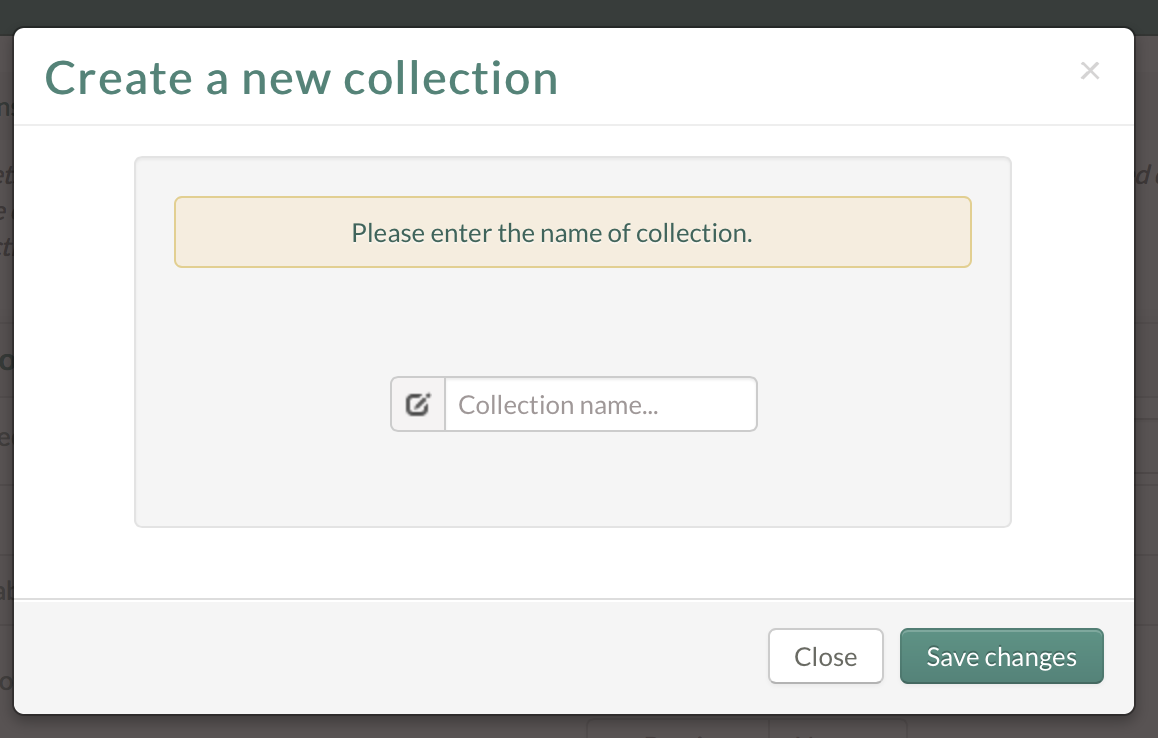 Create a new collection
×
Please enter the name of collection.
Collection name...
Close
Save changes